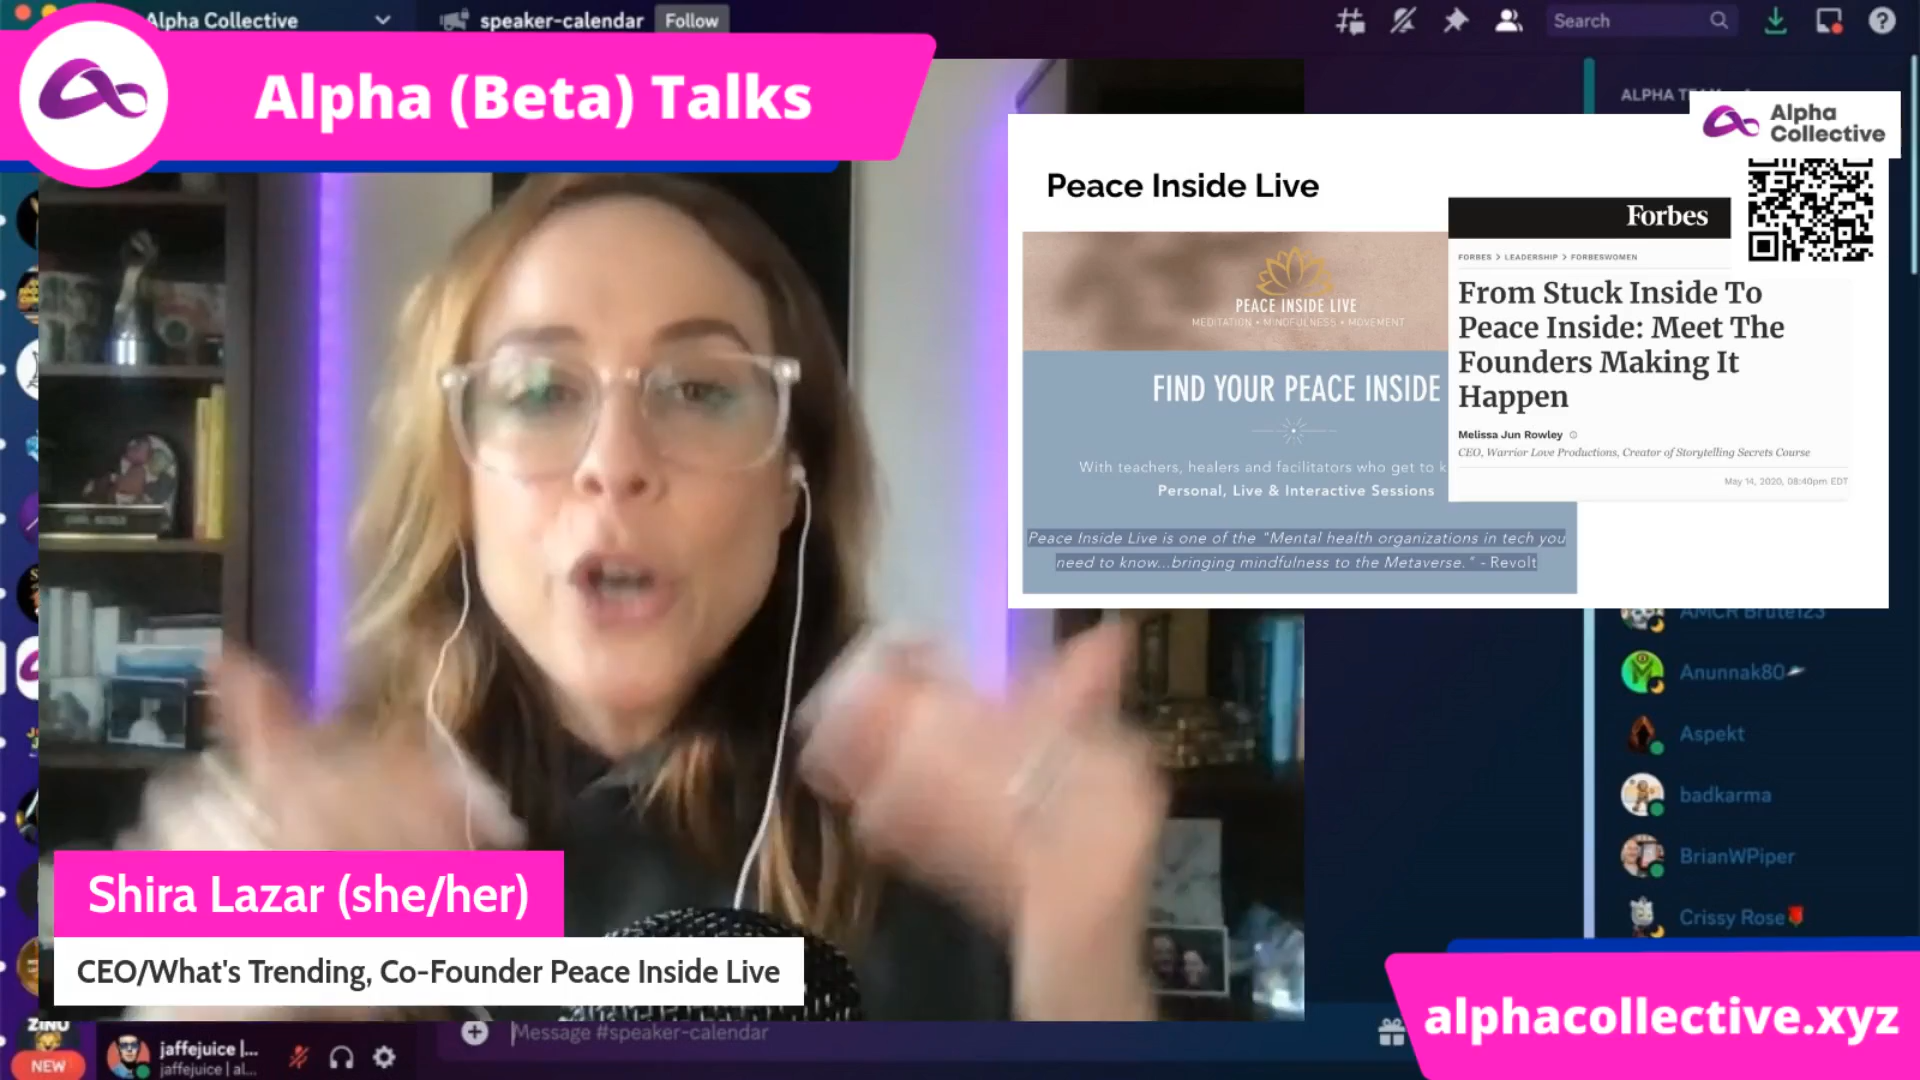 Alpha Collective
speaker-calendar
Follow
Search
Alpha (Beta) Talks
ALPHA
Alpha
Collective
Peace Inside Live
PEACE INSIDE LIVE
MEDITATION • MINDFULNESS • MOVEMENT
FIND YOUR PEACE INSIDE
With teachers, healers and facilitators who get to k
Personal, Live & Interactive Sessions
Peace Inside Live is one of the "Mental health organizations in tech you
need to know...bringing mindfulness to the Metaverse." - Revolt
Forbes
FORBES > LEADERSHIP > FORBESWOMEN
From Stuck Inside To
Peace Inside: Meet The
Founders Making It
Happen
Melissa Jun Rowley
CEO, Warrior Love Productions, Creator of Storytelling Secrets Course
May 14, 2020, 08:40pm EDT
AMCR Brute123
Anunnak80
Aspekt
badkarma
BrianWPiper
Crissy Rose
Shira Lazar (she/her)
CEO/What's Trending, Co-Founder Peace Inside Live
Message #speaker-calendar
ZINU
NEW
jaffejuice |...
jaffejuice | al...
alphacollective.xyz